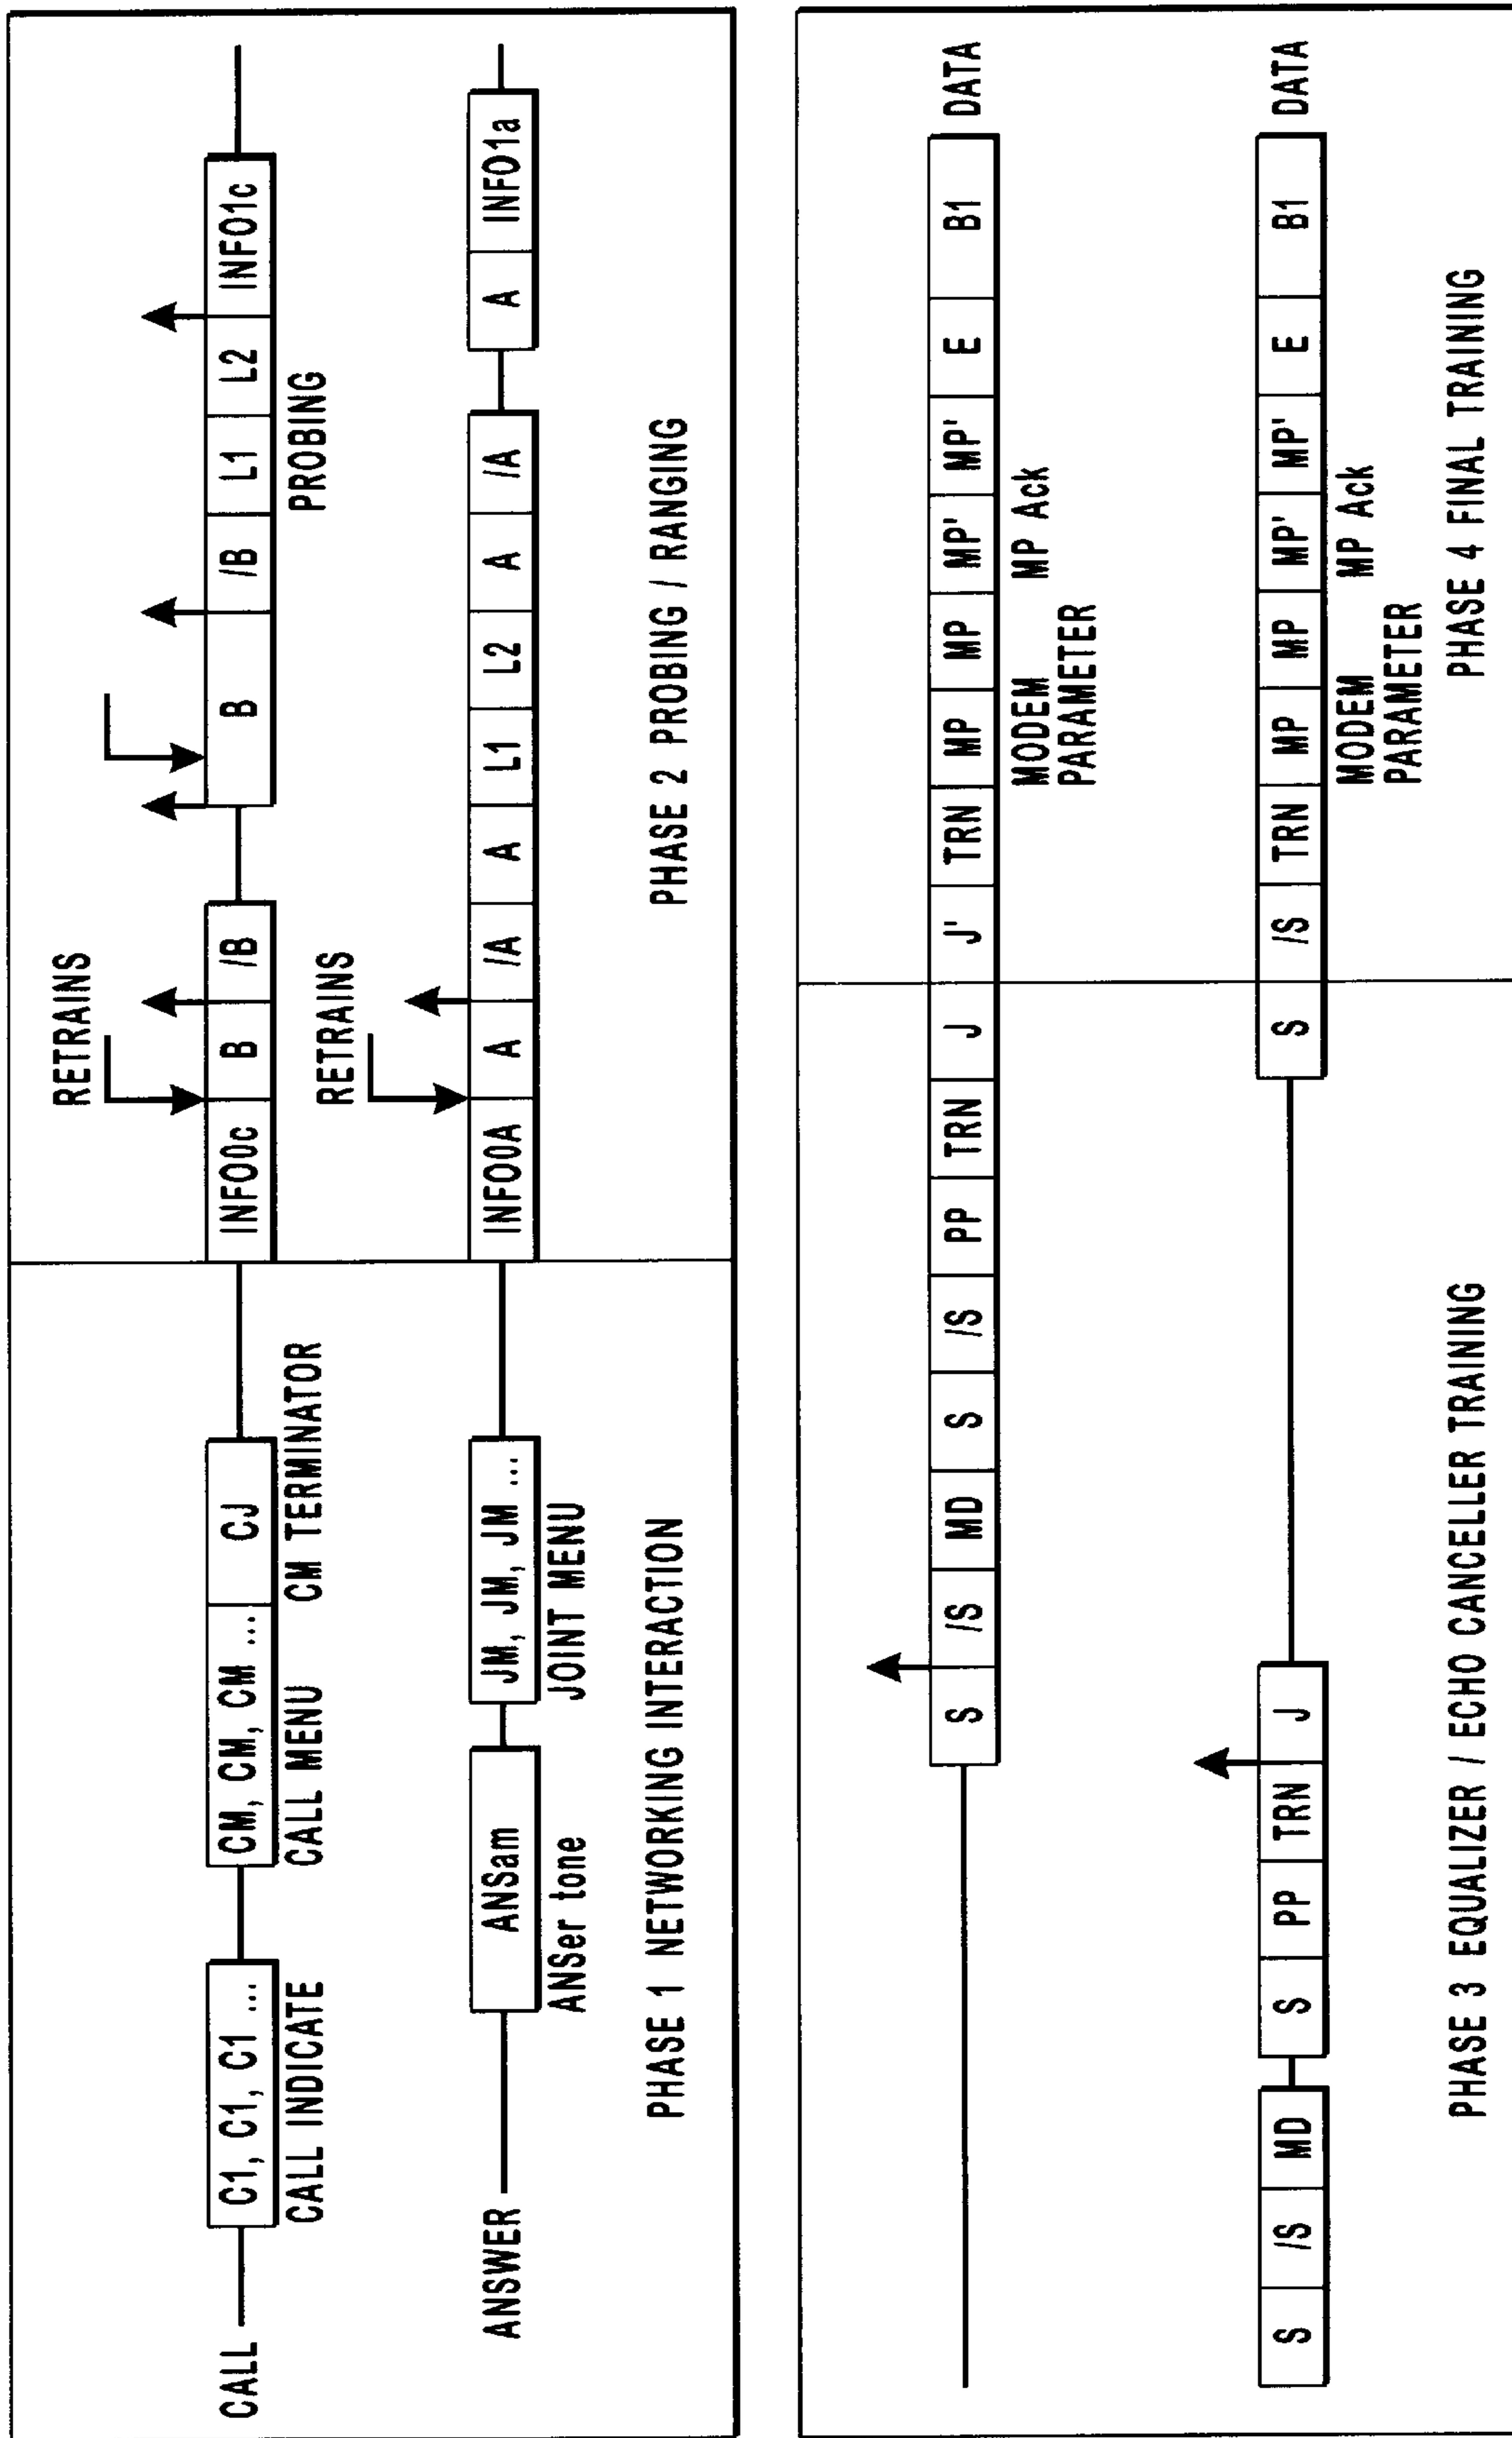 CALL
C1, C1, C1 ...
CALL INDICATE
CM, CM, CM ...
CALL MENU
CJ
CM TERMINATOR
ANSWER
ANSam
ANSer tone
JM, JM, JM ...
JOINT MENU
PHASE 1 NETWORKING INTERACTION
RETRAINS
INFO0c B /B B /B L1 L2 INFO1c
PROBING
RETRAINS
INFO0A A /A A L1 L2 A /A A INFO1a
PHASE 2 PROBING / RANGING
S /S MD S /S PP TRN J J' TRN MP MP MP' MP' E B1 DATA
MODEM
PARAMETER
MP Ack
S /S MD S PP TRN J S /S TRN MP MP MP' MP' E B1 DATA
MODEM
PARAMETER
MP Ack
PHASE 3 EQUALIZER / ECHO CANCELLER TRAINING
PHASE 4 FINAL TRAINING